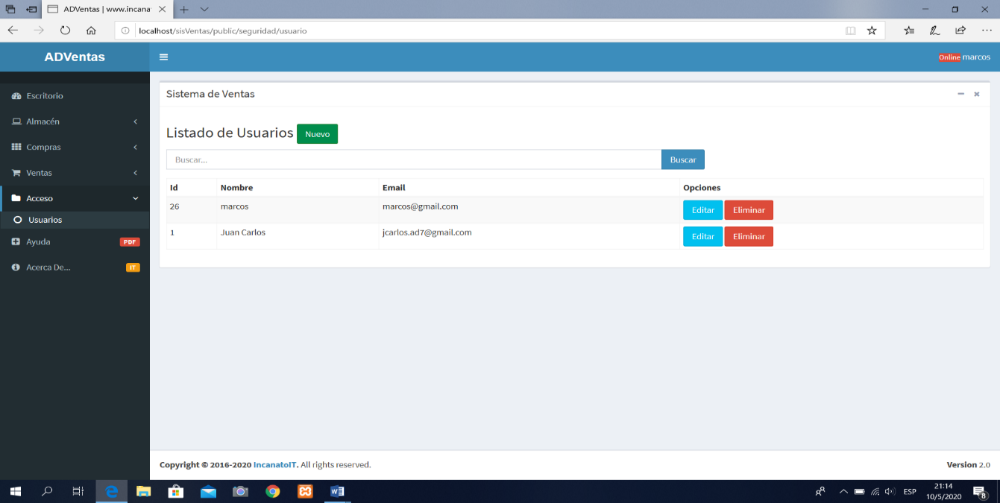 ADVentas | www.incana
localhost/sisVentas/public/seguridad/usuario
ADVentas
Online marcos
Escritorio
Almacén
Compras
Ventas
Acceso
Usuarios
Ayuda PDF
Acerca De... IT
Sistema de Ventas
Listado de Usuarios Nuevo
Buscar... Buscar
Id Nombre Email Opciones
26 marcos marcos@gmail.com Editar Eliminar
1 Juan Carlos jcarlos.ad7@gmail.com Editar Eliminar
Copyright © 2016-2020 IncanatoIT. All rights reserved. Version 2.0
ESP
21:14
10/5/2020
8